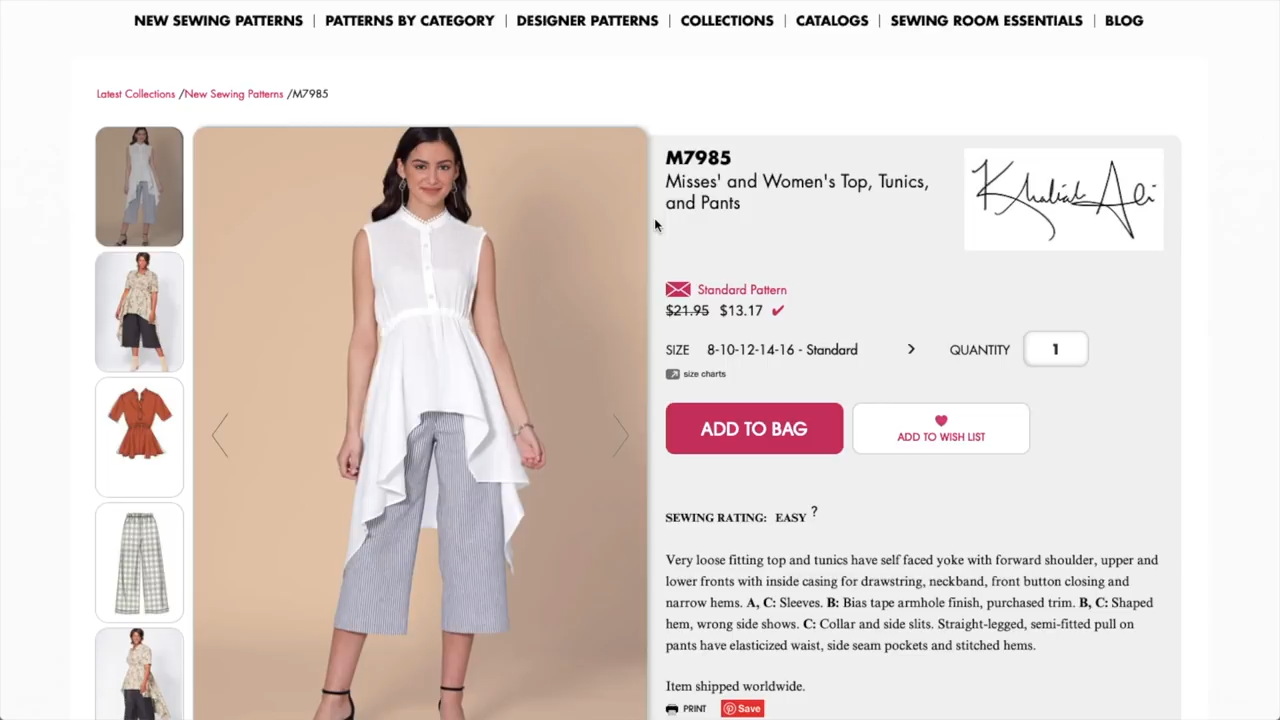 NEW SEWING PATTERNS | PATTERNS BY CATEGORY | DESIGNER PATTERNS | COLLECTIONS | CATALOGS | SEWING ROOM ESSENTIALS | BLOG
Latest Collections /New Sewing Patterns /M7985
M7985
Misses' and Women's Top, Tunics,
and Pants
Khaliah Ali
Standard Pattern
$21.95 $13.17 ✔
SIZE 8-10-12-14-16 - Standard > QUANTITY 1
size charts
ADD TO BAG
ADD TO WISH LIST
SEWING RATING: EASY ?
Very loose fitting top and tunics have self faced yoke with forward shoulder, upper and
lower fronts with inside casing for drawstring, neckband, front button closing and
narrow hems. A, C: Sleeves. B: Bias tape armhole finish, purchased trim. B, C: Shaped
hem, wrong side shows. C: Collar and side slits. Straight-legged, semi-fitted pull on
pants have elasticized waist, side seam pockets and stitched hems.
Item shipped worldwide.
PRINT Save